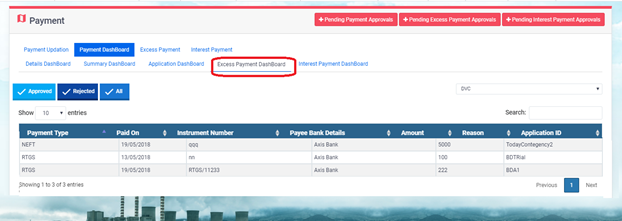 Payment
+ Pending Payment Approvals + Pending Excess Payment Approvals + Pending Interest Payment Approvals
Payment Updation Payment DashBoard Excess Payment Interest Payment
Details DashBoard Summary DashBoard Application DashBoard Excess Payment DashBoard Interest Payment DashBoard
✓ Approved ✓ Rejected ✓ All DVC
Show 10 entries Search:
Payment Type Paid On Instrument Number Payee Bank Details Amount Reason Application ID
NEFT 19/05/2018 qqq Axis Bank 5000 TodayContegency2
RTGS 13/05/2018 nn Axis Bank 100 BDTRIal
RTGS 19/05/2018 RTGS/11233 Axis Bank 222 BDA1
Showing 1 to 3 of 3 entries Previous 1 Next